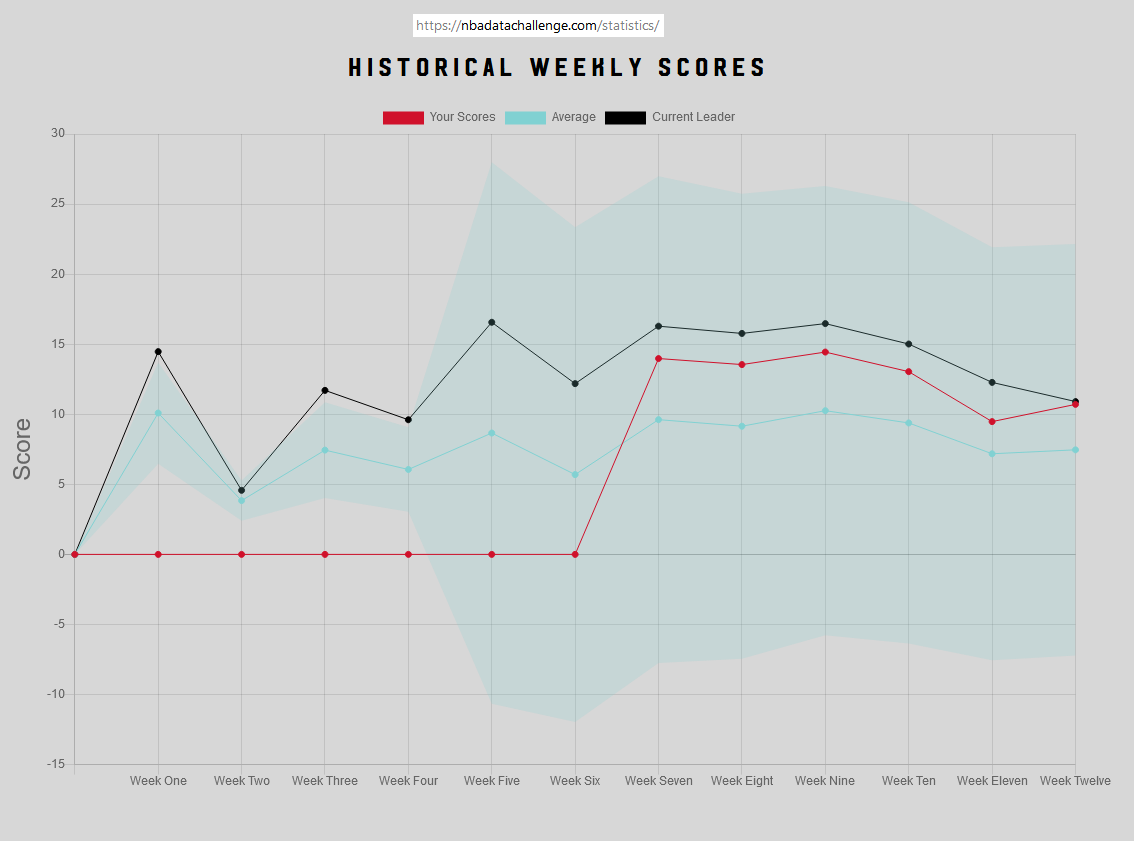 https://nbadatachallenge.com/statistics/
HISTORICAL WEEKLY SCORES
Your Scores Average Current Leader
30
25
20
15
10
5
0
-5
-10
-15
Score
Week One Week Two Week Three Week Four Week Five Week Six Week Seven Week Eight Week Nine Week Ten Week Eleven Week Twelve